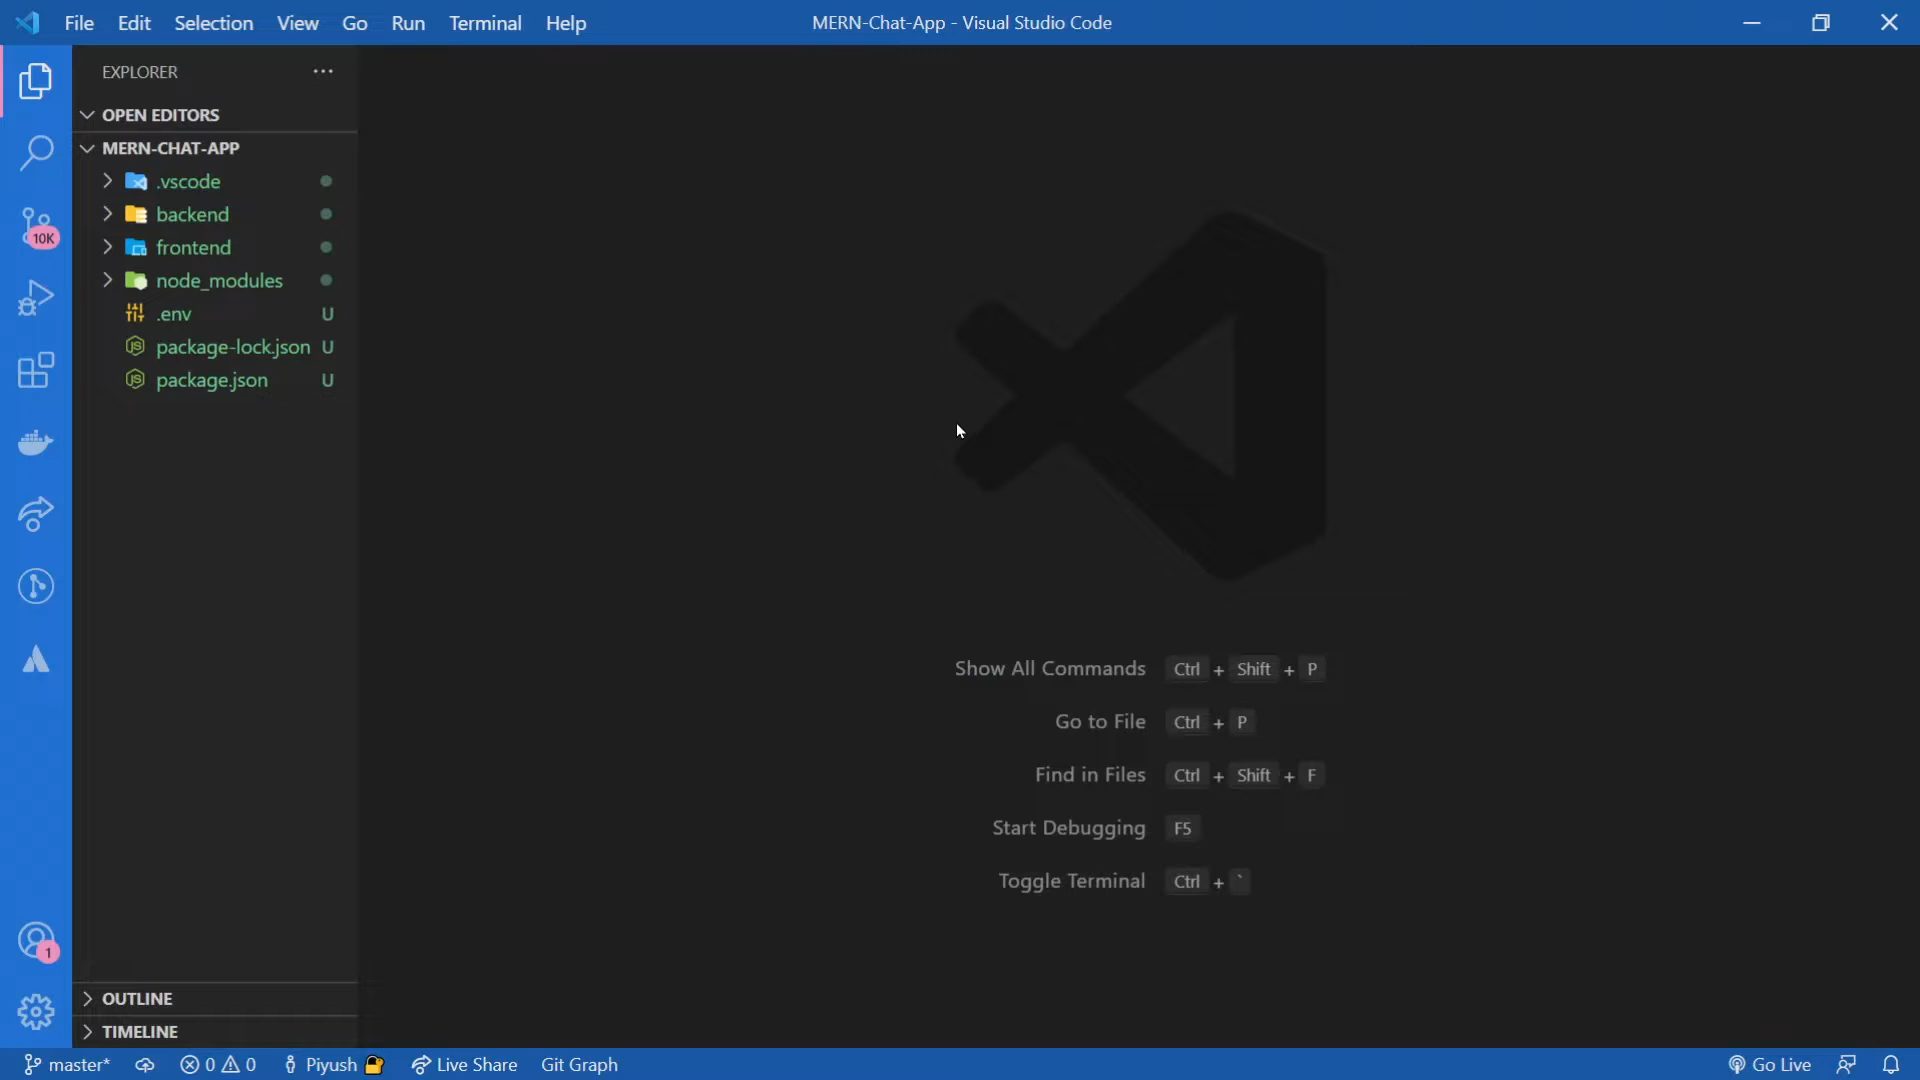 File Edit Selection View Go Run Terminal Help
MERN-Chat-App - Visual Studio Code
EXPLORER
OPEN EDITORS
MERN-CHAT-APP
.vscode
backend
frontend
node_modules
.env U
package-lock.json U
package.json U
10K
Show All Commands Ctrl + Shift + P
Go to File Ctrl + P
Find in Files Ctrl + Shift + F
Start Debugging F5
Toggle Terminal Ctrl + `
1
OUTLINE
TIMELINE
master* 0 0 Piyush Live Share Git Graph Go Live